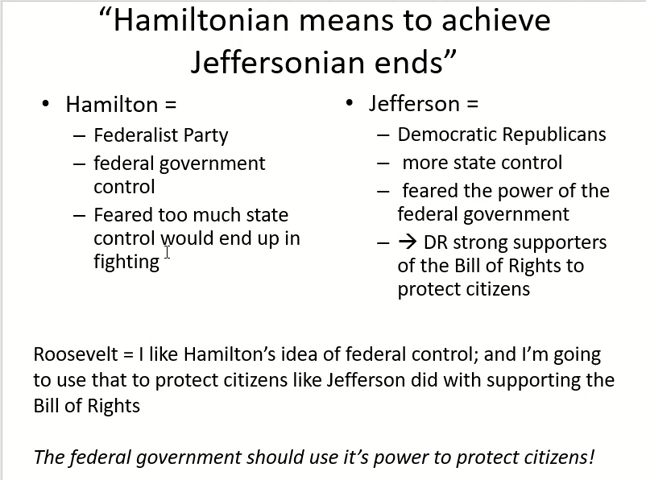 “Hamiltonian means to achieve
Jeffersonian ends”
• Hamilton =
– Federalist Party
– federal government
control
– Feared too much state
control would end up in
fighting
• Jefferson =
– Democratic Republicans
– more state control
– feared the power of the
federal government
– → DR strong supporters
of the Bill of Rights to
protect citizens
Roosevelt = I like Hamilton’s idea of federal control; and I’m going
to use that to protect citizens like Jefferson did with supporting the
Bill of Rights
The federal government should use it’s power to protect citizens!